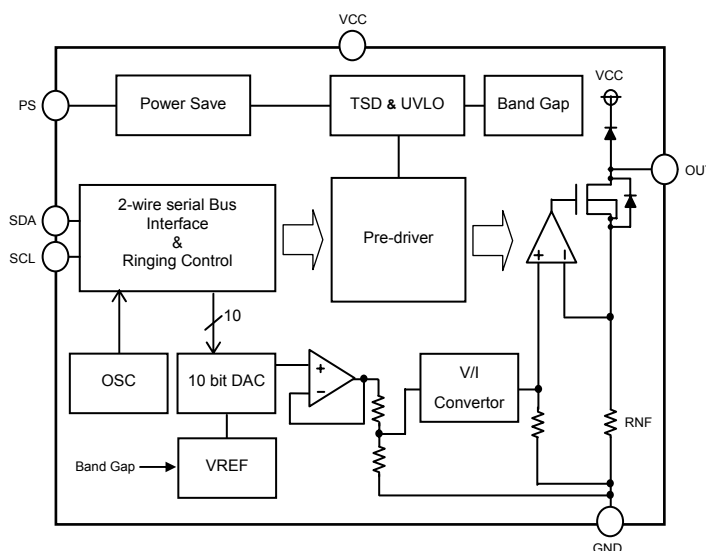 VCC
PS
Power Save
TSD & UVLO
Band Gap
VCC
OUT
SDA
SCL
2-wire serial Bus
Interface
&
Ringing Control
Pre-driver
+
–
10
OSC
10 bit DAC
+
–
V/I
Convertor
RNF
Band Gap
VREF
GND